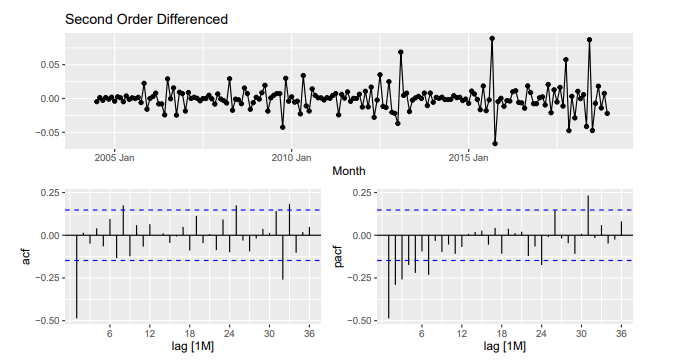 Second Order Differenced
0.05
0.00
−0.05
2005 Jan 2010 Jan 2015 Jan
Month
0.25 0.25
0.00 0.00
−0.25 −0.25
−0.50 −0.50
acf pacf
6 12 18 24 30 36 6 12 18 24 30 36
lag [1M] lag [1M]